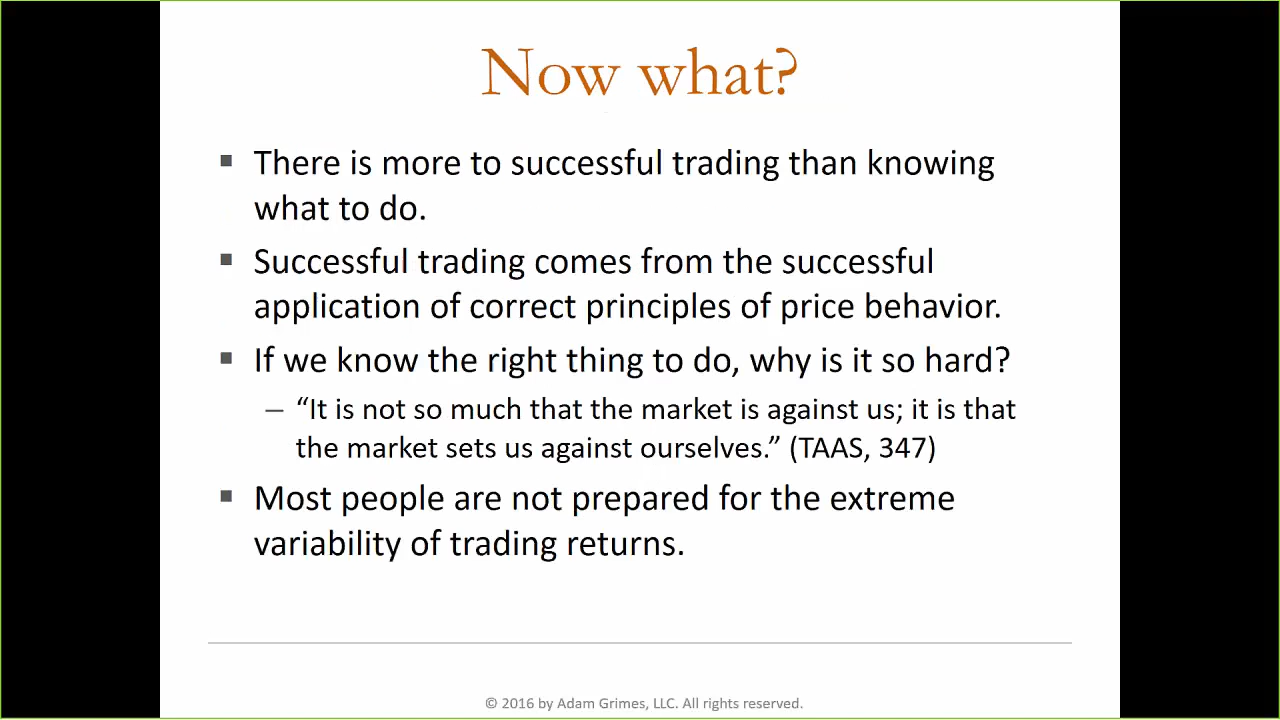 Now what?
▪ There is more to successful trading than knowing
what to do.
▪ Successful trading comes from the successful
application of correct principles of price behavior.
▪ If we know the right thing to do, why is it so hard?
– “It is not so much that the market is against us; it is that
the market sets us against ourselves.” (TAAS, 347)
▪ Most people are not prepared for the extreme
variability of trading returns.
© 2016 by Adam Grimes, LLC. All rights reserved.